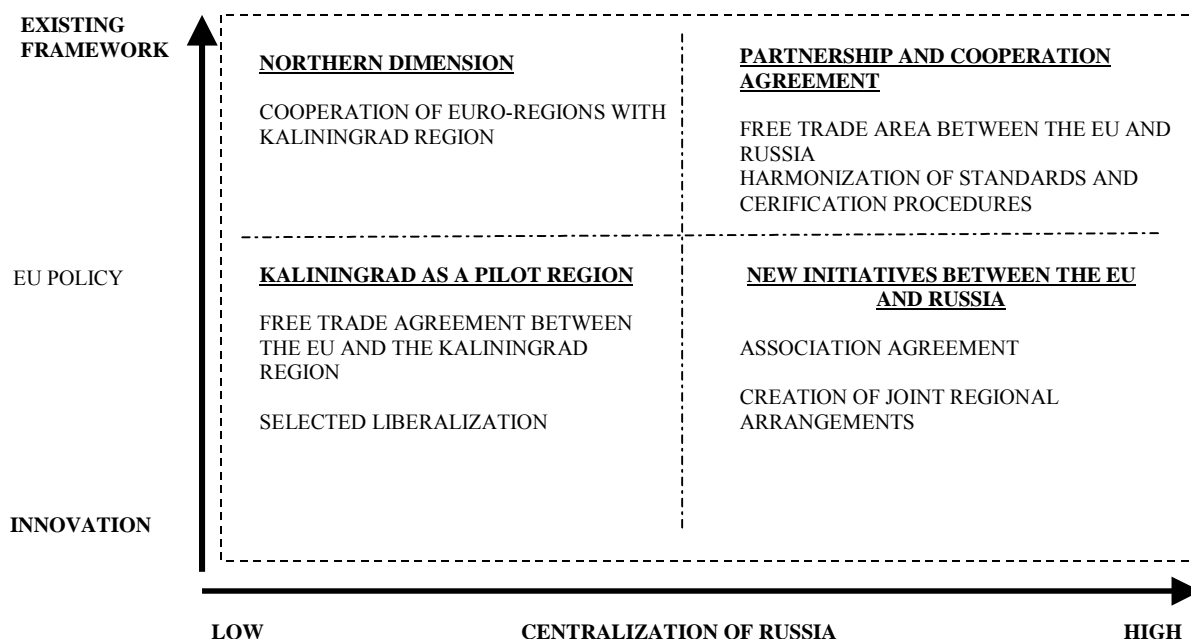 EXISTING
FRAMEWORK
NORTHERN DIMENSION
COOPERATION OF EURO-REGIONS WITH
KALININGRAD REGION
PARTNERSHIP AND COOPERATION
AGREEMENT
FREE TRADE AREA BETWEEN THE EU AND
RUSSIA
HARMONIZATION OF STANDARDS AND
CERIFICATION PROCEDURES
EU POLICY
KALININGRAD AS A PILOT REGION
FREE TRADE AGREEMENT BETWEEN
THE EU AND THE KALININGRAD
REGION
SELECTED LIBERALIZATION
NEW INITIATIVES BETWEEN THE EU
AND RUSSIA
ASSOCIATION AGREEMENT
CREATION OF JOINT REGIONAL
ARRANGEMENTS
INNOVATION
LOW
CENTRALIZATION OF RUSSIA
HIGH